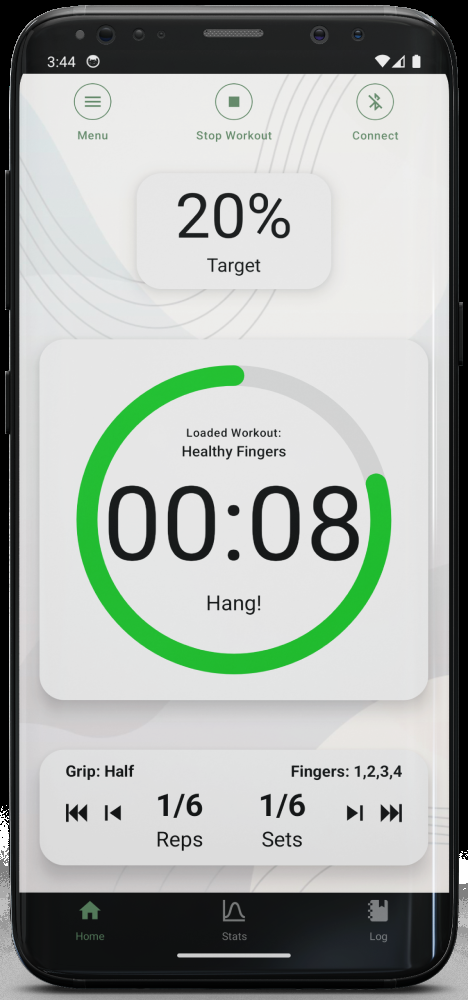 3:44
Menu
Stop Workout
Connect
20%
Target
Loaded Workout:
Healthy Fingers
00:08
Hang!
Grip: Half
Fingers: 1,2,3,4
1/6
1/6
Reps
Sets
Home
Stats
Log